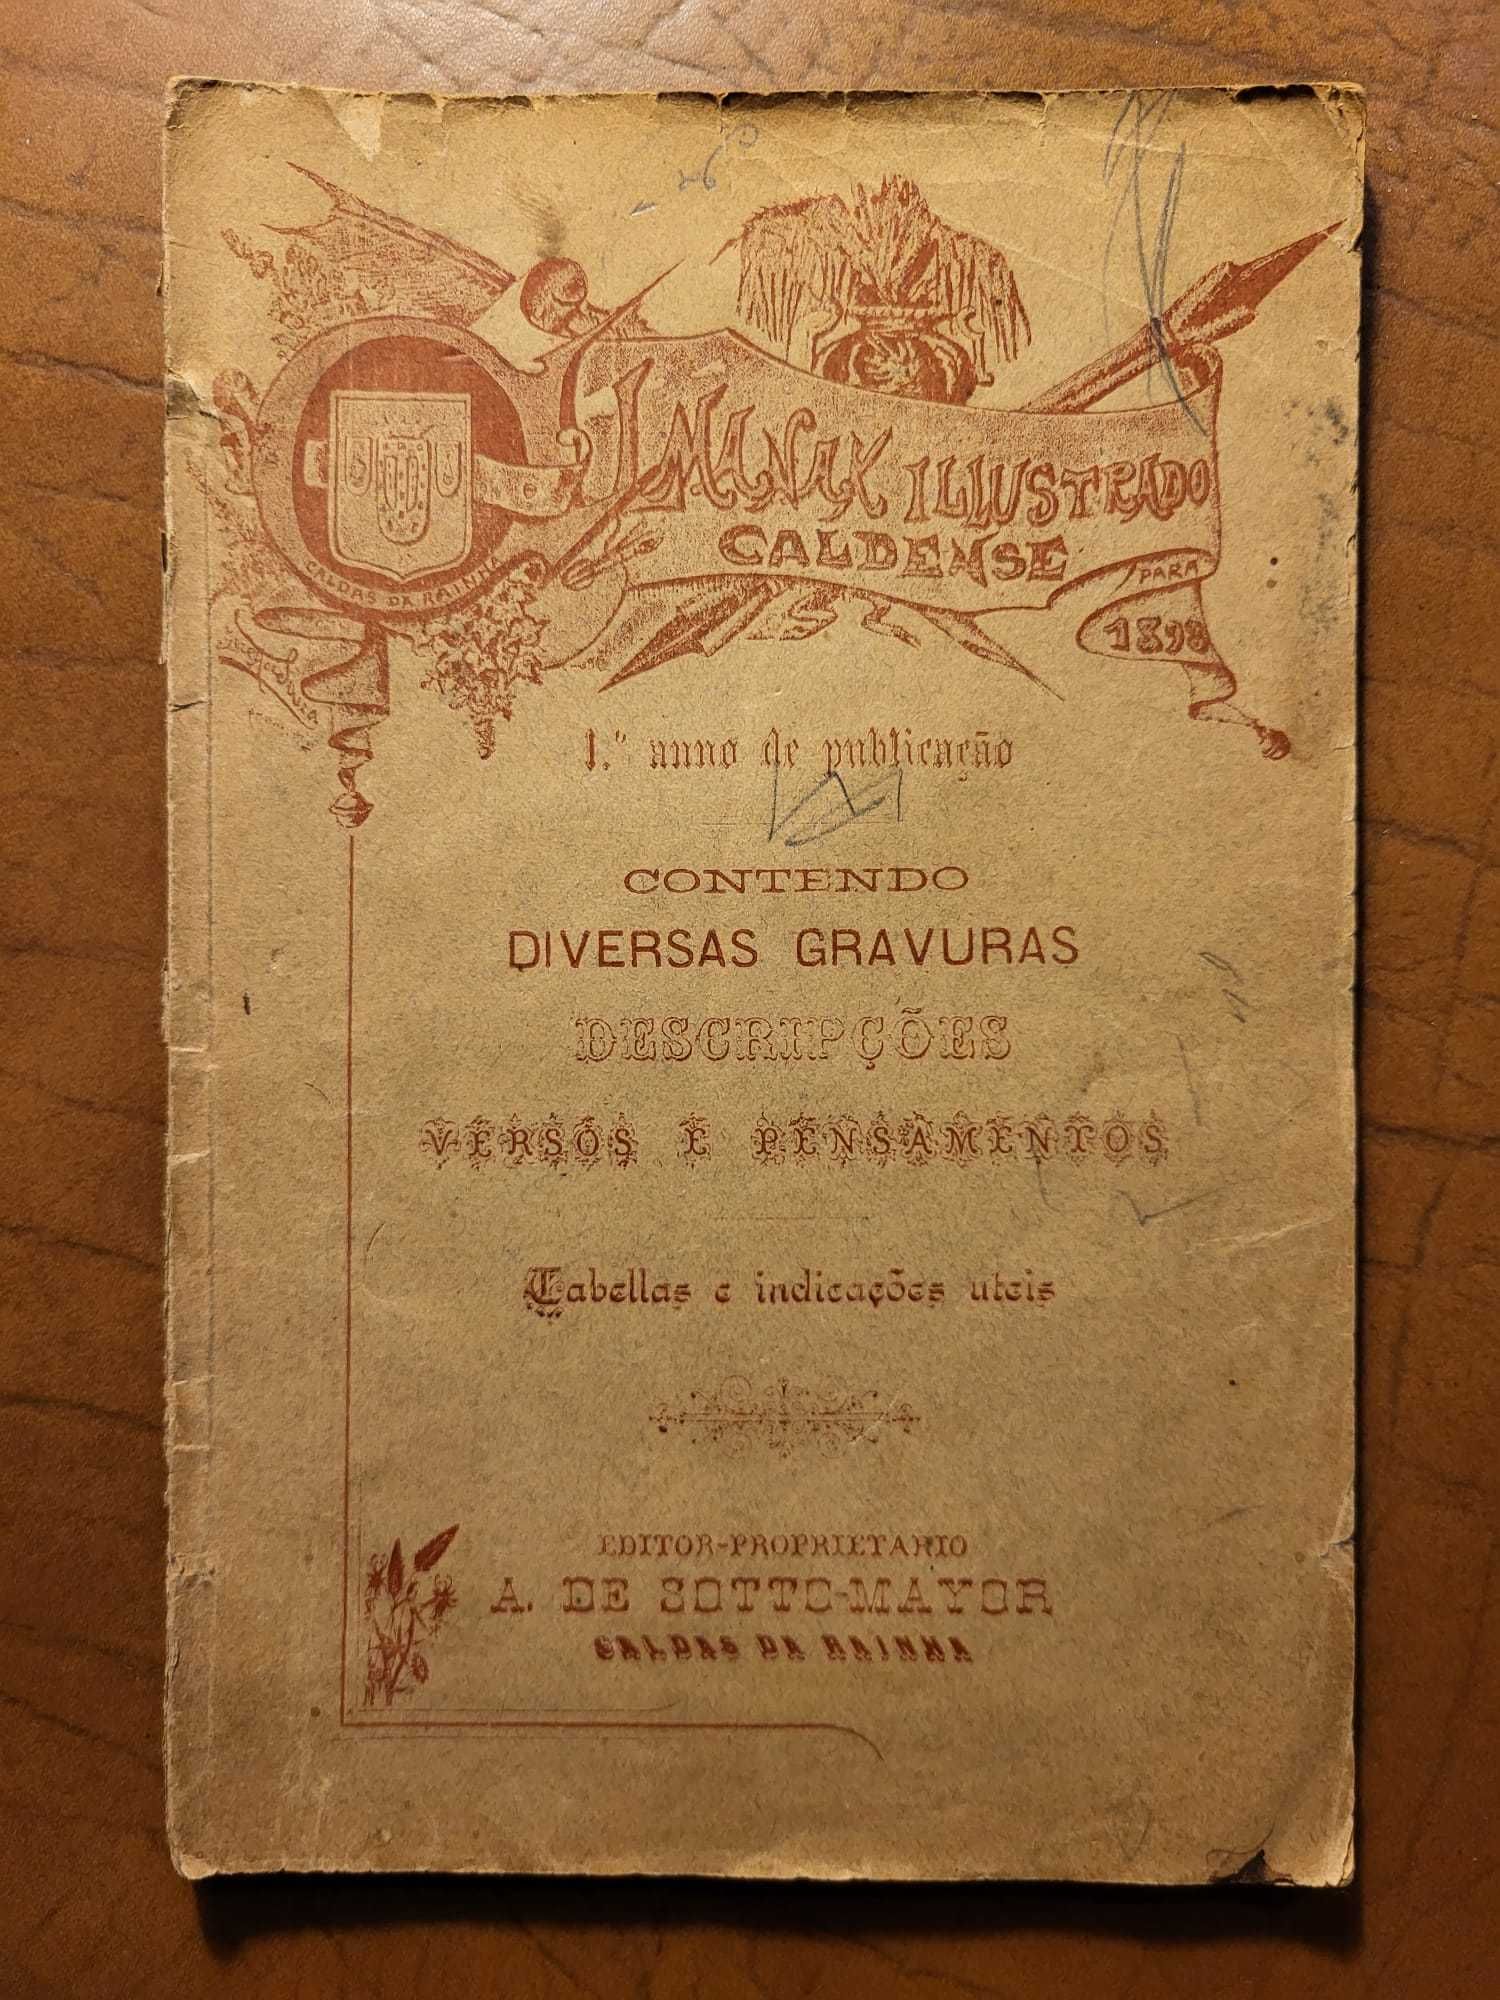 ALMANAK ILLUSTRADO
CALDENSE
PARA
1898
CALDAS DA RAINHA
1.º anno de publicação
CONTENDO
DIVERSAS GRAVURAS
DESCRIPÇÕES
VERSOS E PENSAMENTOS
Tabellas e indicações uteis
EDITOR-PROPRIETARIO
A. DE SOTTO-MAYOR
CALDAS DA RAINHA